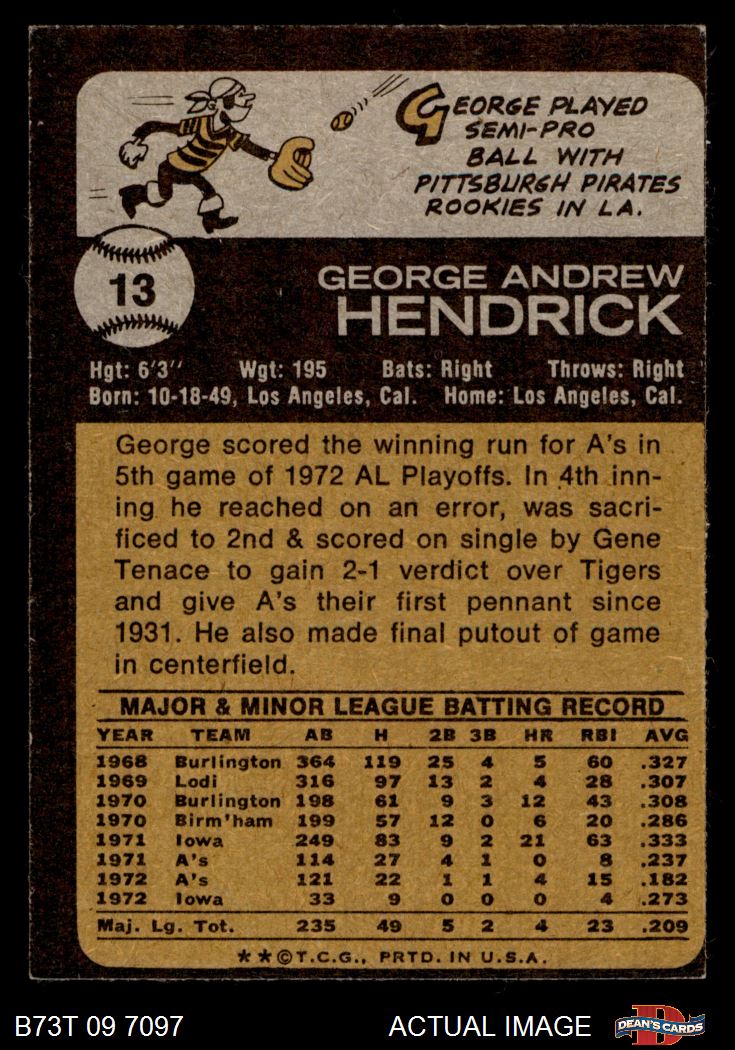 GEORGE PLAYED
SEMI-PRO
BALL WITH
PITTSBURGH PIRATES
ROOKIES IN L.A.
13
GEORGE ANDREW
HENDRICK
Hgt: 6'3'' Wgt: 195 Bats: Right Throws: Right
Born: 10-18-49, Los Angeles, Cal. Home: Los Angeles, Cal.
George scored the winning run for A's in
5th game of 1972 AL Playoffs. In 4th inn-
ing he reached on an error, was sacri-
ficed to 2nd & scored on single by Gene
Tenace to gain 2-1 verdict over Tigers
and give A's their first pennant since
1931. He also made final putout of game
in centerfield.
MAJOR & MINOR LEAGUE BATTING RECORD
YEAR TEAM AB H 2B 3B HR RBI AVG
1968 Burlington 364 119 25 4 5 60 .327
1969 Lodi 316 97 13 2 4 28 .307
1970 Burlington 198 61 9 3 12 43 .308
1970 Birm'ham 199 57 12 0 6 20 .286
1971 Iowa 249 83 9 2 21 63 .333
1971 A's 114 27 4 1 0 8 .237
1972 A's 121 22 1 1 4 15 .182
1972 Iowa 33 9 0 0 0 4 .273
Maj. Lg. Tot. 235 49 5 2 4 23 .209
★★©T.C.G., PRTD. IN U.S.A.
B73T 09 7097 ACTUAL IMAGE D DEAN'S CARDS